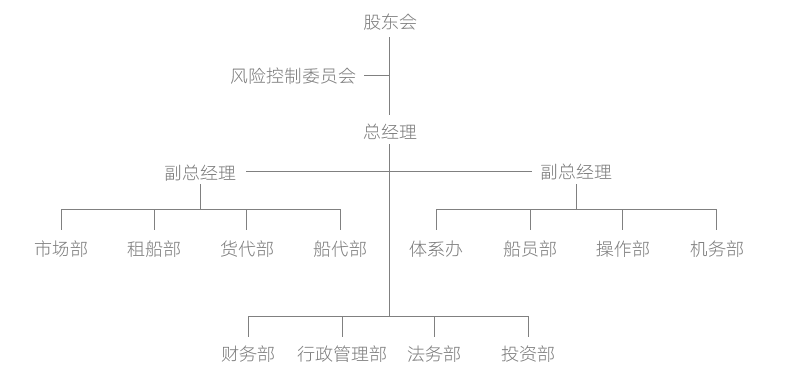 股东会
风险控制委员会
总经理
副总经理
副总经理
市场部
租船部
货代部
船代部
体系办
船员部
操作部
机务部
财务部
行政管理部
法务部
投资部